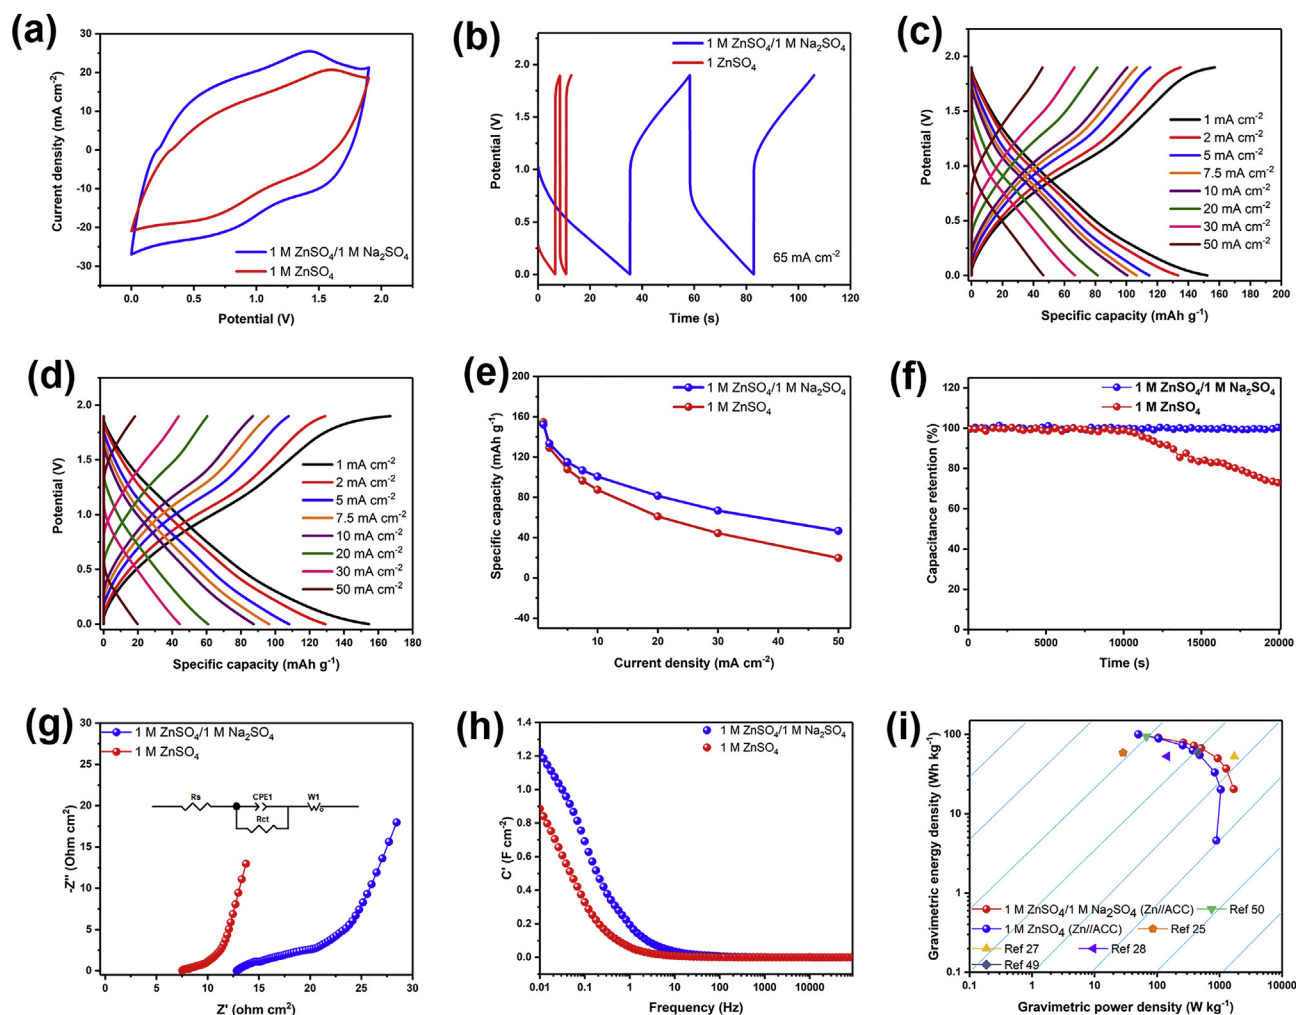 (a)
30
20
10
0
-10
-20
-30
Current density (mA cm⁻²)
1 M ZnSO₄/1 M Na₂SO₄
1 M ZnSO₄
0.0 0.5 1.0 1.5 2.0
Potential (V)
(b)
1 M ZnSO₄/1 M Na₂SO₄
1 ZnSO₄
2.0
1.5
1.0
0.5
0.0
Potential (V)
65 mA cm⁻²
0 20 40 60 80 100 120
Time (s)
(c)
2.0
1.5
1.0
0.5
0.0
Potential (V)
1 mA cm⁻²
2 mA cm⁻²
5 mA cm⁻²
7.5 mA cm⁻²
10 mA cm⁻²
20 mA cm⁻²
30 mA cm⁻²
50 mA cm⁻²
0 20 40 60 80 100 120 140 160 180 200
Specific capacity (mAh g⁻¹)
(d)
2.0
1.5
1.0
0.5
0.0
Potential (V)
1 mA cm⁻²
2 mA cm⁻²
5 mA cm⁻²
7.5 mA cm⁻²
10 mA cm⁻²
20 mA cm⁻²
30 mA cm⁻²
50 mA cm⁻²
0 20 40 60 80 100 120 140 160 180
Specific capacity (mAh g⁻¹)
(e)
200
160
120
80
40
0
-40
Specific capacity (mAh g⁻¹)
1 M ZnSO₄/1 M Na₂SO₄
1 M ZnSO₄
10 20 30 40 50
Current density (mA cm⁻²)
(f)
120
100
80
60
40
20
0
Capacitance retention (%)
1 M ZnSO₄/1 M Na₂SO₄
1 M ZnSO₄
0 5000 10000 15000 20000
Time (s)
(g)
30
25
20
15
10
5
0
-Z'' (Ohm cm²)
1 M ZnSO₄/1 M Na₂SO₄
1 M ZnSO₄
Rs CPE1 W1
Rct
0 5 10 15 20 25 30
Z' (ohm cm²)
(h)
1.4
1.2
1.0
0.8
0.6
0.4
0.2
0.0
C' (F cm⁻²)
1 M ZnSO₄/1 M Na₂SO₄
1 M ZnSO₄
0.01 0.1 1 10 100 1000 10000
Frequency (Hz)
(i)
100
10
1
0.1
Gravimetric energy density (Wh kg⁻¹)
1 M ZnSO₄/1 M Na₂SO₄ (Zn//ACC) Ref 50
1 M ZnSO₄ (Zn//ACC) Ref 25
Ref 27 Ref 28
Ref 49
0.1 1 10 100 1000 10000
Gravimetric power density (W kg⁻¹)